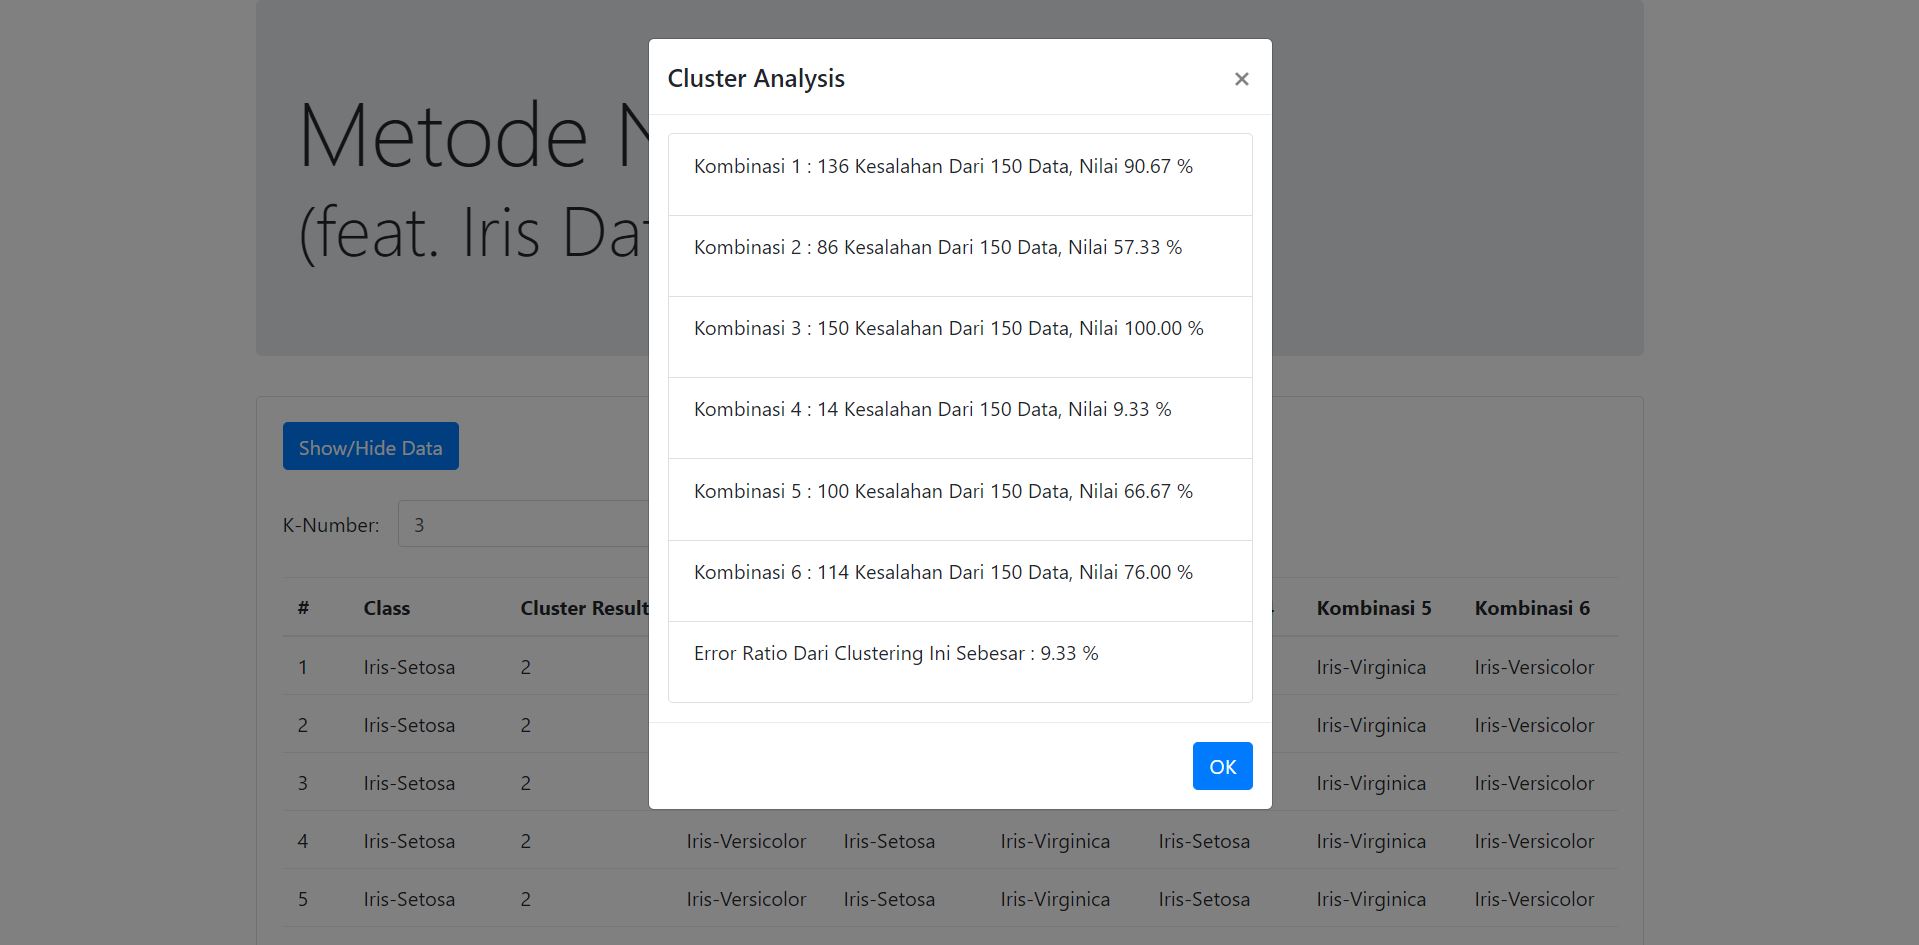 Metode
(feat. Iris
Cluster Analysis
×
Kombinasi 1 : 136 Kesalahan Dari 150 Data, Nilai 90.67 %
Kombinasi 2 : 86 Kesalahan Dari 150 Data, Nilai 57.33 %
Kombinasi 3 : 150 Kesalahan Dari 150 Data, Nilai 100.00 %
Kombinasi 4 : 14 Kesalahan Dari 150 Data, Nilai 9.33 %
Kombinasi 5 : 100 Kesalahan Dari 150 Data, Nilai 66.67 %
Kombinasi 6 : 114 Kesalahan Dari 150 Data, Nilai 76.00 %
Error Ratio Dari Clustering Ini Sebesar : 9.33 %
OK
Show/Hide Data
K-Number: 3
# Class Cluster Result Kombinasi 5 Kombinasi 6
1 Iris-Setosa 2 Iris-Virginica Iris-Versicolor
2 Iris-Setosa 2 Iris-Virginica Iris-Versicolor
3 Iris-Setosa 2 Iris-Virginica Iris-Versicolor
4 Iris-Setosa 2 Iris-Versicolor Iris-Setosa Iris-Virginica Iris-Setosa Iris-Virginica Iris-Versicolor
5 Iris-Setosa 2 Iris-Versicolor Iris-Setosa Iris-Virginica Iris-Setosa Iris-Virginica Iris-Versicolor